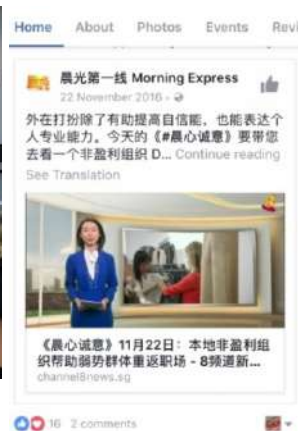 Home About Photos Events Revi
晨光第一线 Morning Express
22 November 2016 ·
外在打扮除了有助提高自信能，也能表达个
人专业能力。今天的《#晨心诚意》要带您
去看一个非盈利组织 D... Continue reading
See Translation
《晨心诚意》11月22日：本地非盈利组
织帮助弱势群体重返职场 - 8频道新...
channel8news.sg
16 2 comments